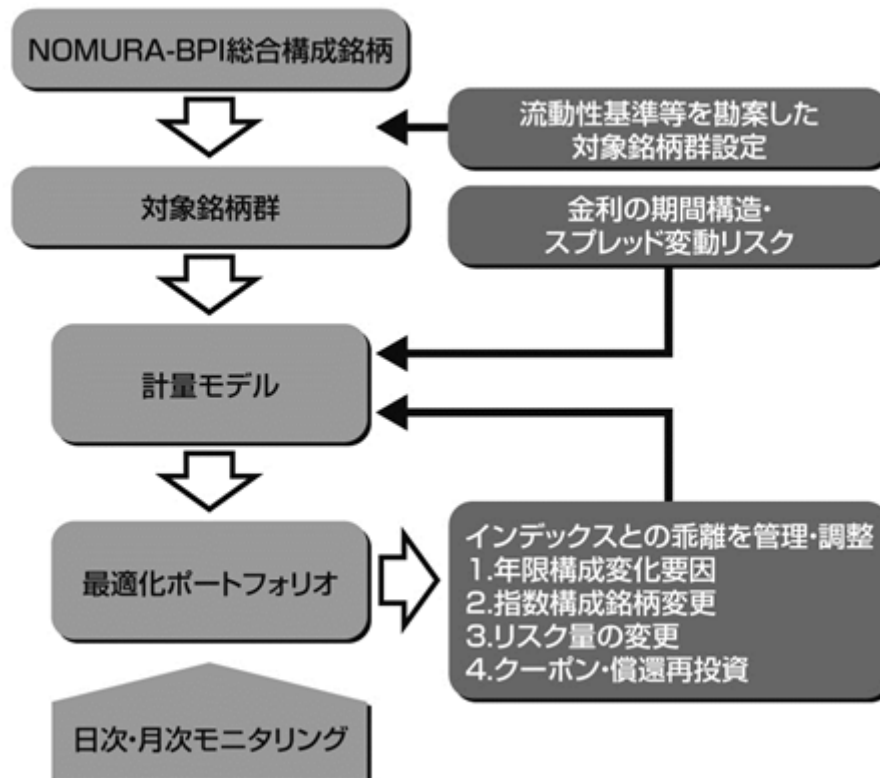 NOMURA-BPI総合構成銘柄
流動性基準等を勘案した
対象銘柄群設定
対象銘柄群
金利の期間構造・
スプレッド変動リスク
計量モデル
最適化ポートフォリオ
インデックスとの乖離を管理・調整
1.年限構成変化要因
2.指数構成銘柄変更
3.リスク量の変更
4.クーポン・償還再投資
日次・月次モニタリング